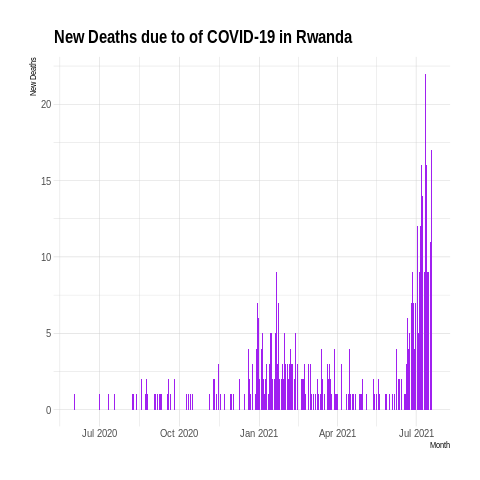 New Deaths due to of COVID-19 in Rwanda
New Deaths
20
15
10
5
0
Jul 2020 Oct 2020 Jan 2021 Apr 2021 Jul 2021
Month